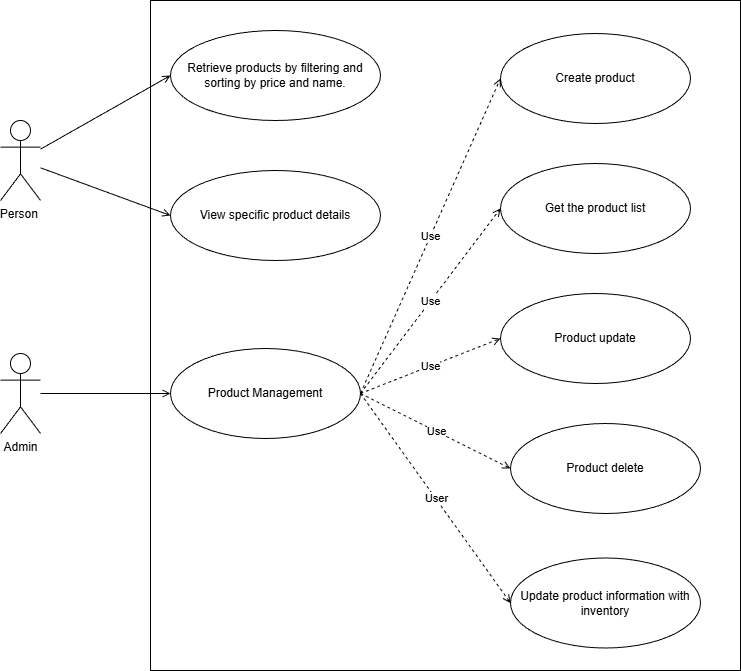 Retrieve products by filtering and
sorting by price and name.
Create product
Person
View specific product details
Get the product list
Use
Use
Product update
Use
Admin
Product Management
Use
Product delete
User
Update product information with
inventory